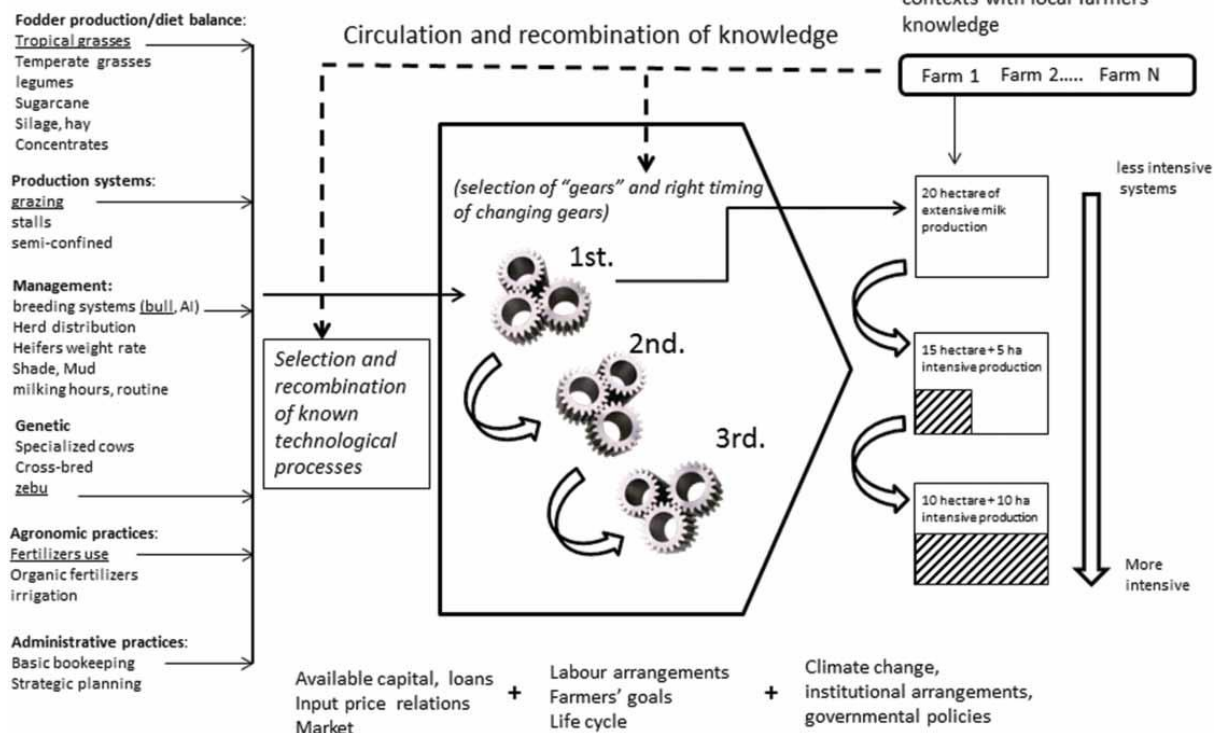 Fodder production/diet balance:
Tropical grasses
Temperate grasses
legumes
Sugarcane
Silage, hay
Concentrates
Production systems:
grazing
stalls
semi-confined
Management:
breeding systems (bull, AI)
Herd distribution
Heifers weight rate
Shade, Mud
milking hours, routine
Genetic
Specialized cows
Cross-bred
zebu
Agronomic practices:
Fertilizers use
Organic fertilizers
irrigation
Administrative practices:
Basic bookeeping
Strategic planning
Circulation and recombination of knowledge
Selection and
recombination
of known
technological
processes
(selection of “gears” and right timing
of changing gears)
1st.
2nd.
3rd.
contexts with local farmers
knowledge
Farm 1 Farm 2..... Farm N
20 hectare of
extensive milk
production
15 hectare + 5 ha
intensive production
10 hectare + 10 ha
intensive production
less intensive
systems
More
intensive
Available capital, loans
Input price relations
Market
+
Labour arrangements
Farmers’ goals
Life cycle
+
Climate change,
institutional arrangements,
governmental policies